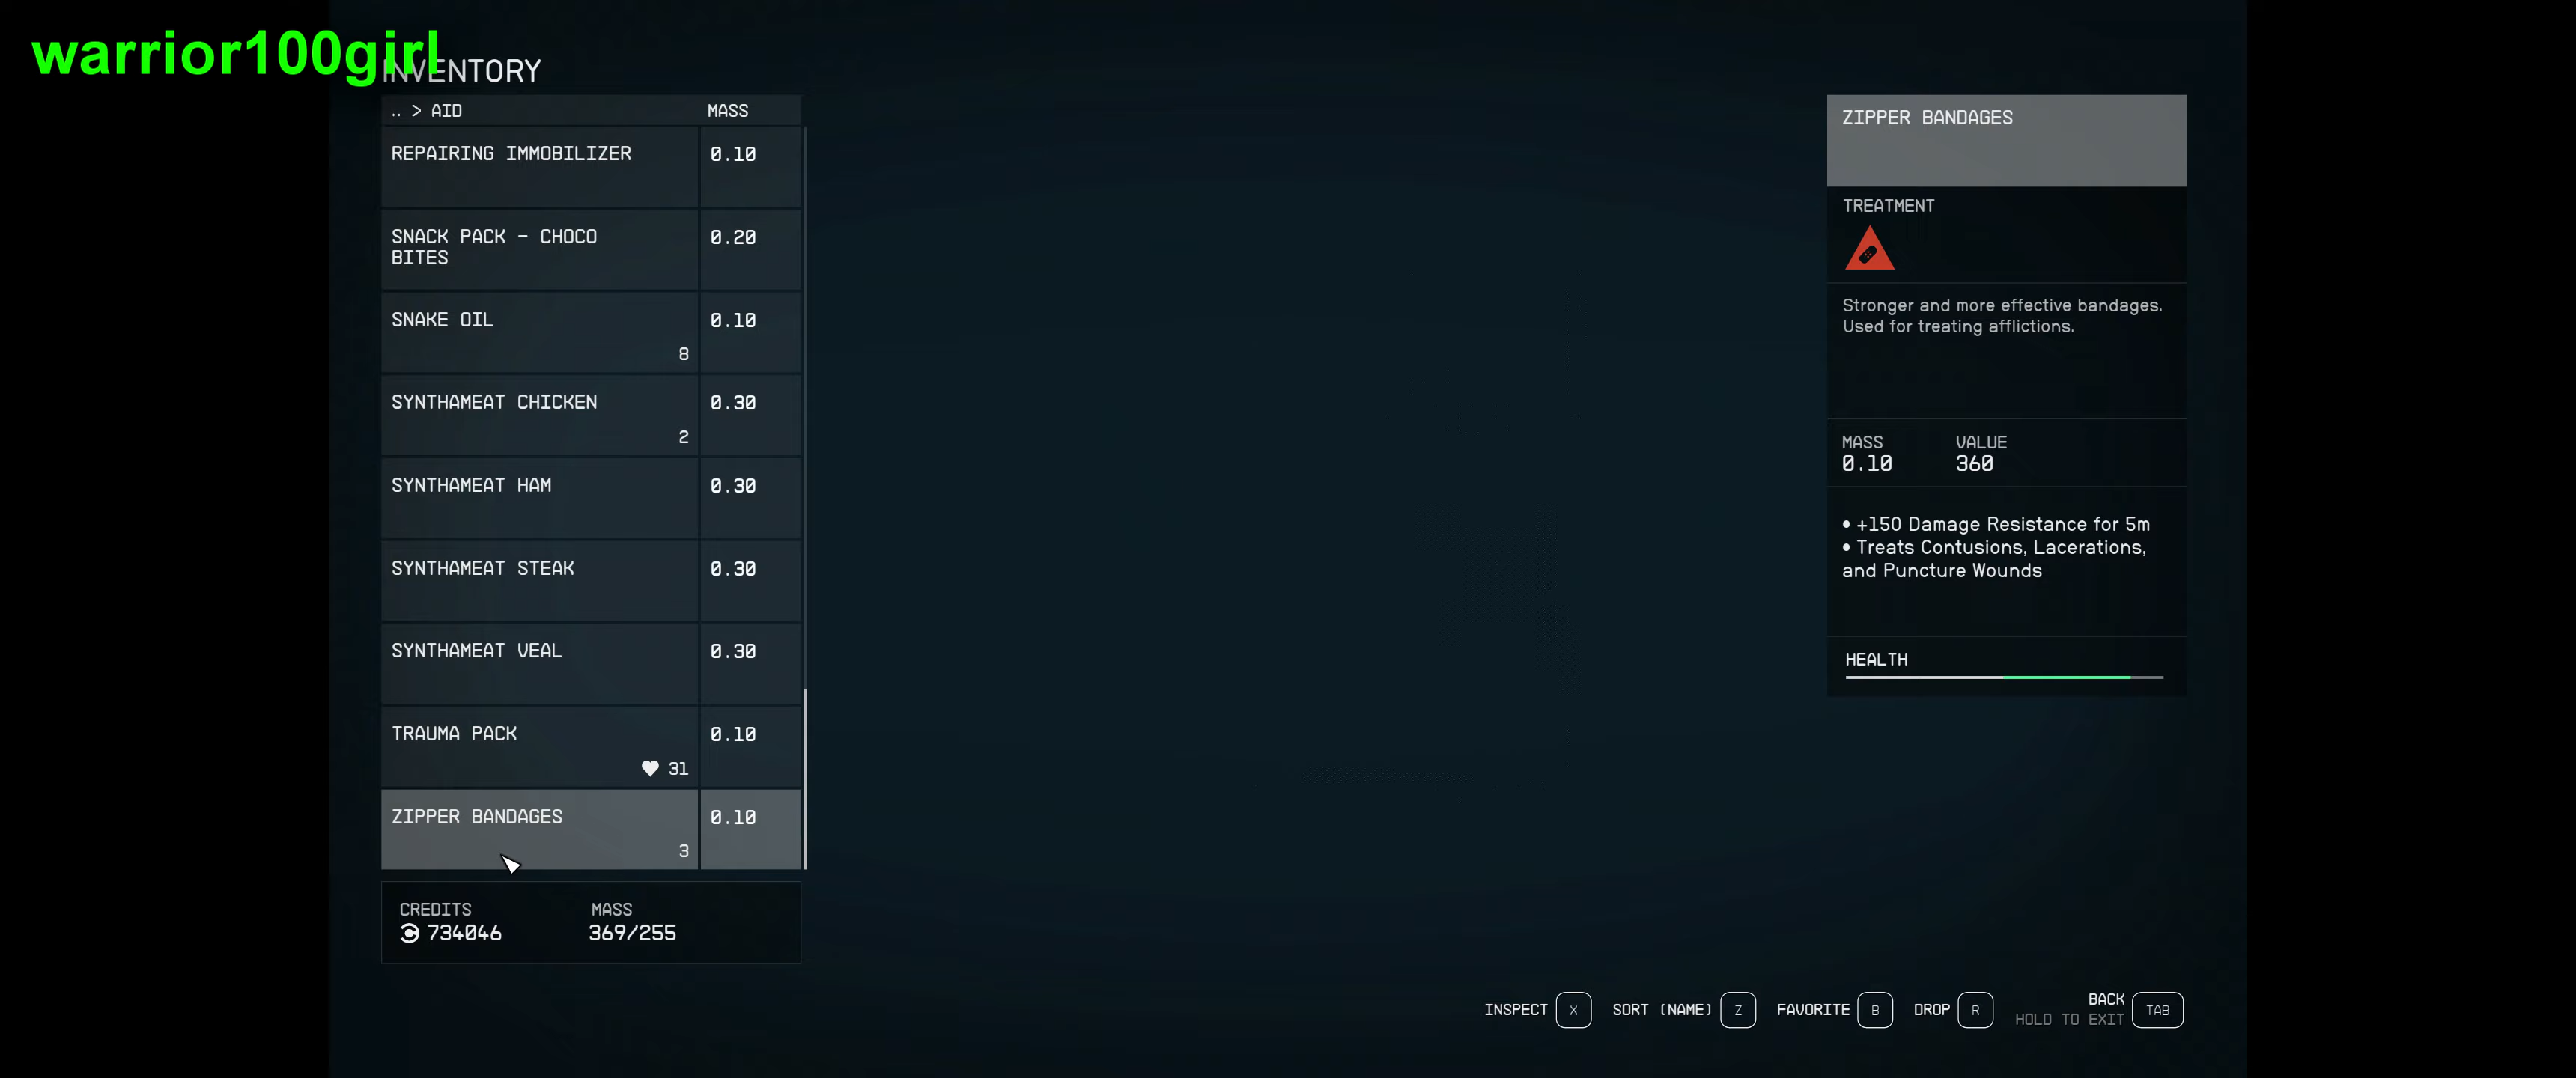 warrior100girl
INVENTORY
.. > AID
MASS
REPAIRING IMMOBILIZER
0.10
SNACK PACK - CHOCO
BITES
0.20
SNAKE OIL
0.10
8
SYNTHAMEAT CHICKEN
0.30
2
SYNTHAMEAT HAM
0.30
SYNTHAMEAT STEAK
0.30
SYNTHAMEAT VEAL
0.30
TRAUMA PACK
0.10
31
ZIPPER BANDAGES
0.10
3
CREDITS
734046
MASS
369/255
ZIPPER BANDAGES
TREATMENT
Stronger and more effective bandages.
Used for treating afflictions.
MASS
0.10
VALUE
360
• +150 Damage Resistance for 5m
• Treats Contusions, Lacerations,
and Puncture Wounds
HEALTH
INSPECT X
SORT (NAME) Z
FAVORITE B
DROP R
BACK
HOLD TO EXIT
TAB